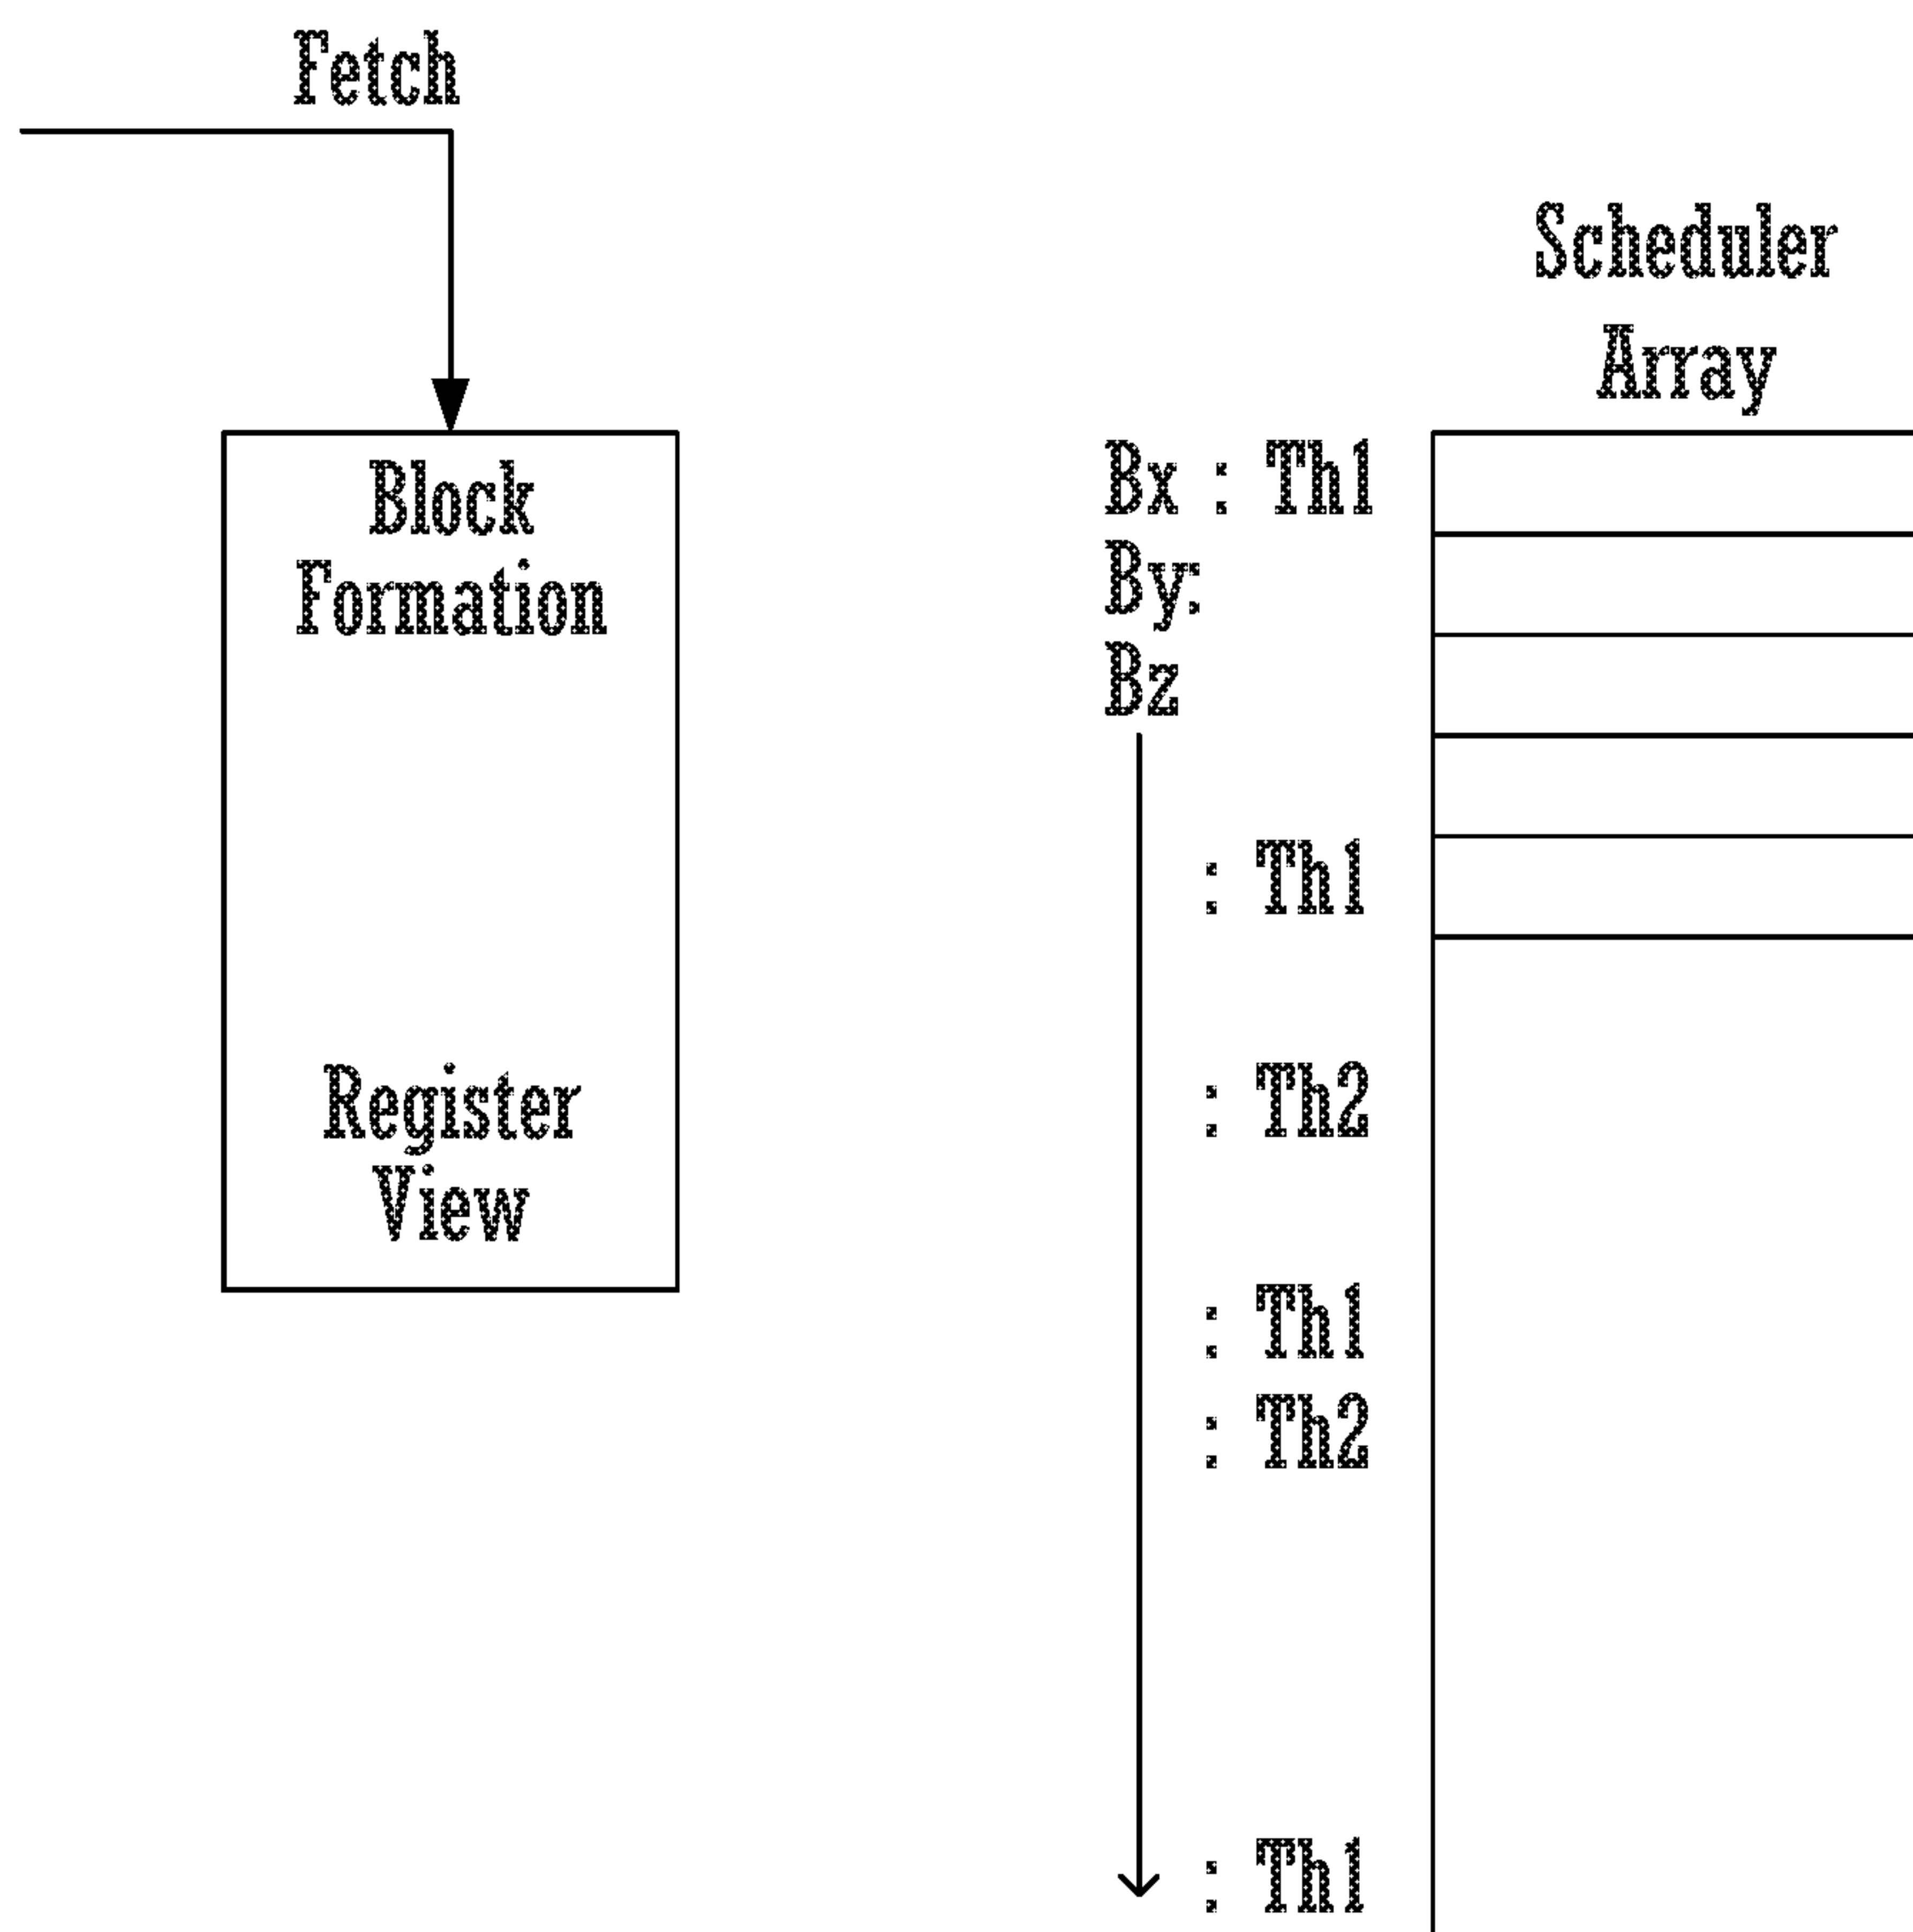 Fetch
Block
Formation
Register
View
Scheduler
Array
Bx : Th1
By:
Bz
: Th1
: Th2
: Th1
: Th2
: Th1